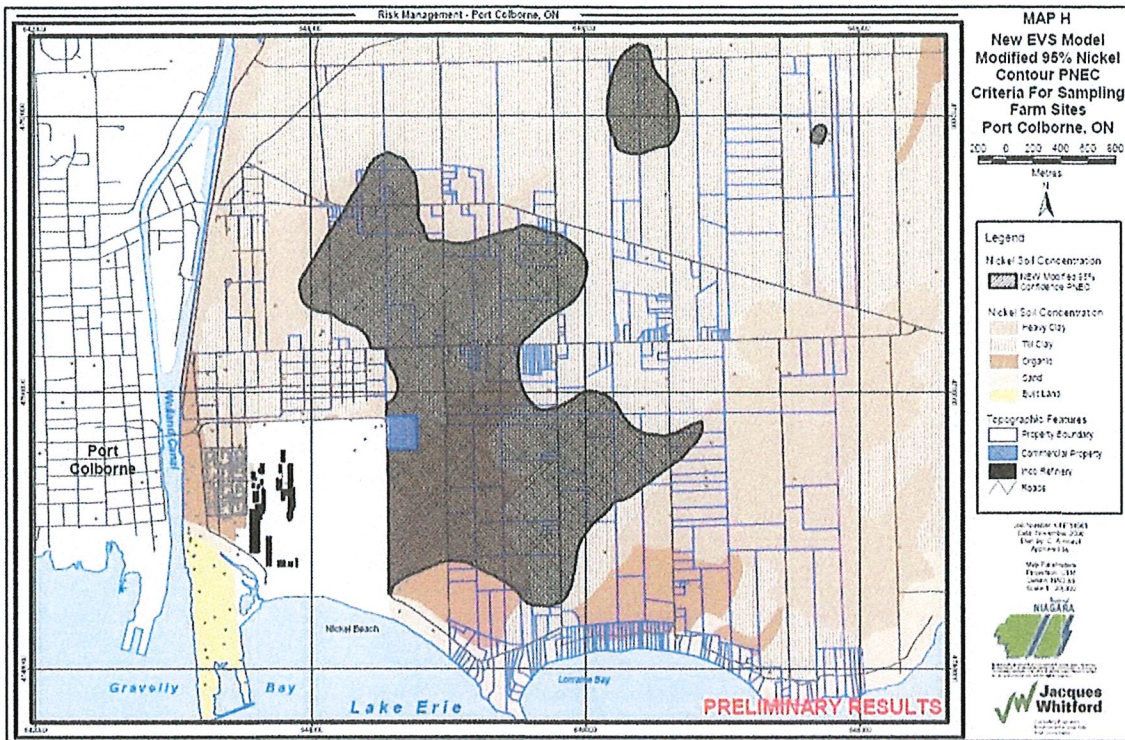 Risk Management - Port Colborne, ON
MAP H
New EVS Model
Modified 95% Nickel
Contour PNEC
Criteria For Sampling
Farm Sites
Port Colborne, ON
200 0 200 400 600 800
Metres
N
Legend
Nickel Soil Concentration
NEW Modified 95%
Confidence PNEC
Nickel Soil Concentration
Heavy Clay
Till Clay
Organic
Sand
Built Land
Topographic Features
Property Boundary
Commercial Property
Inco Refinery
Roads
NIAGARA
Jacques
Whitford
Welland Canal
Port
Colborne
Nickel Beach
Lorraine Bay
Gravelly Bay
Lake Erie
PRELIMINARY RESULTS